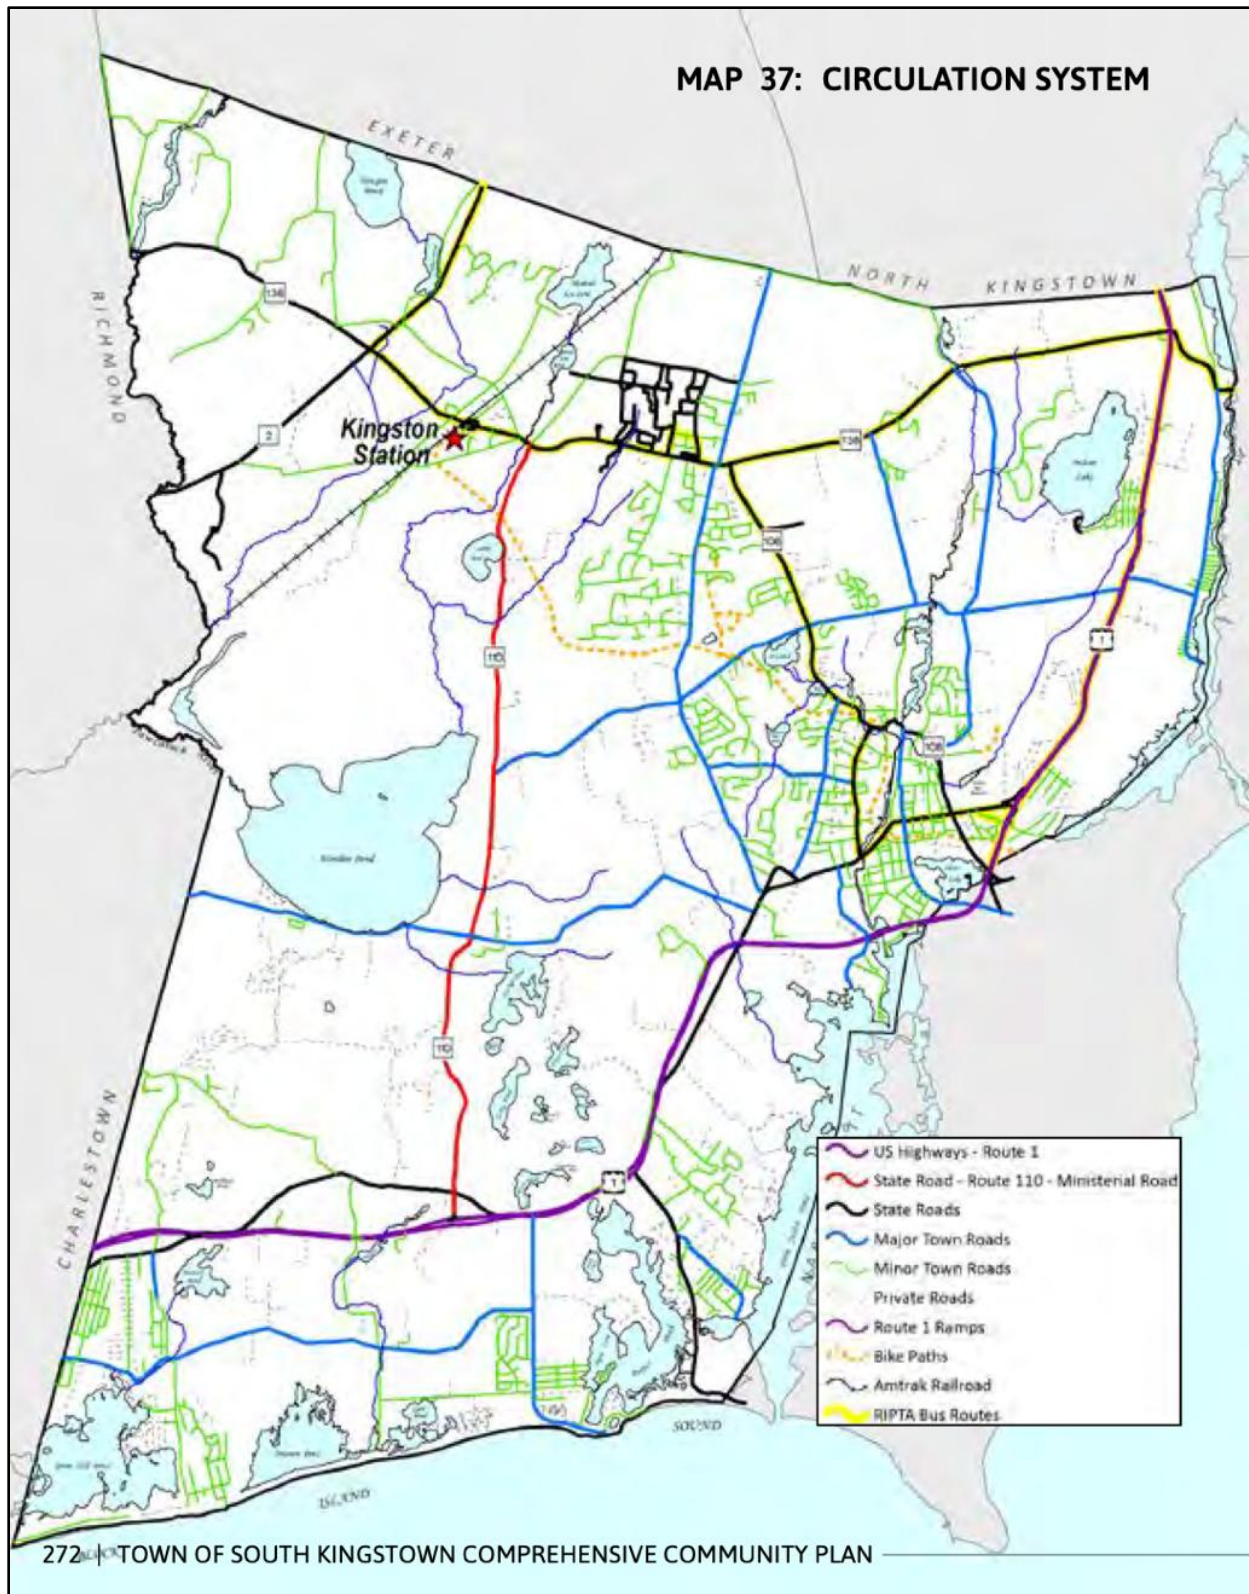 MAP 37: CIRCULATION SYSTEM
EXETER
NORTH KINGSTOWN
RICHMOND
138
2
Kingston
Station
138
108
110
1
108
110
1
CHARLESTOWN
US Highways - Route 1
State Road - Route 110 - Ministerial Road
State Roads
Major Town Roads
Minor Town Roads
Private Roads
Route 1 Ramps
Bike Paths
Amtrak Railroad
RIPTA Bus Routes
BLOCK ISLAND SOUND
272 | TOWN OF SOUTH KINGSTOWN COMPREHENSIVE COMMUNITY PLAN